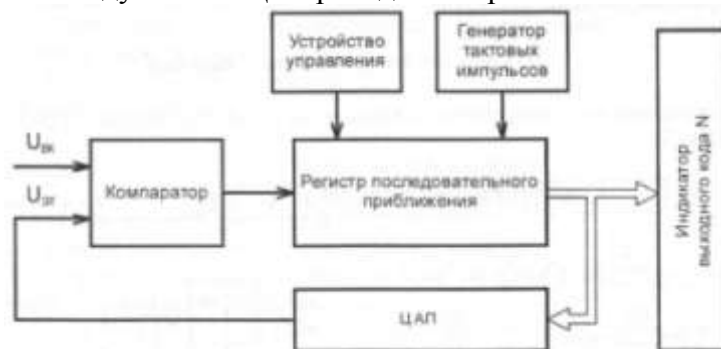 Устройство
управления
Генератор
тактовых
импульсов
Uвх
Компаратор
Регистр последовательного
приближения
Uэт
ЦАП
Индикатор
выходного кода N